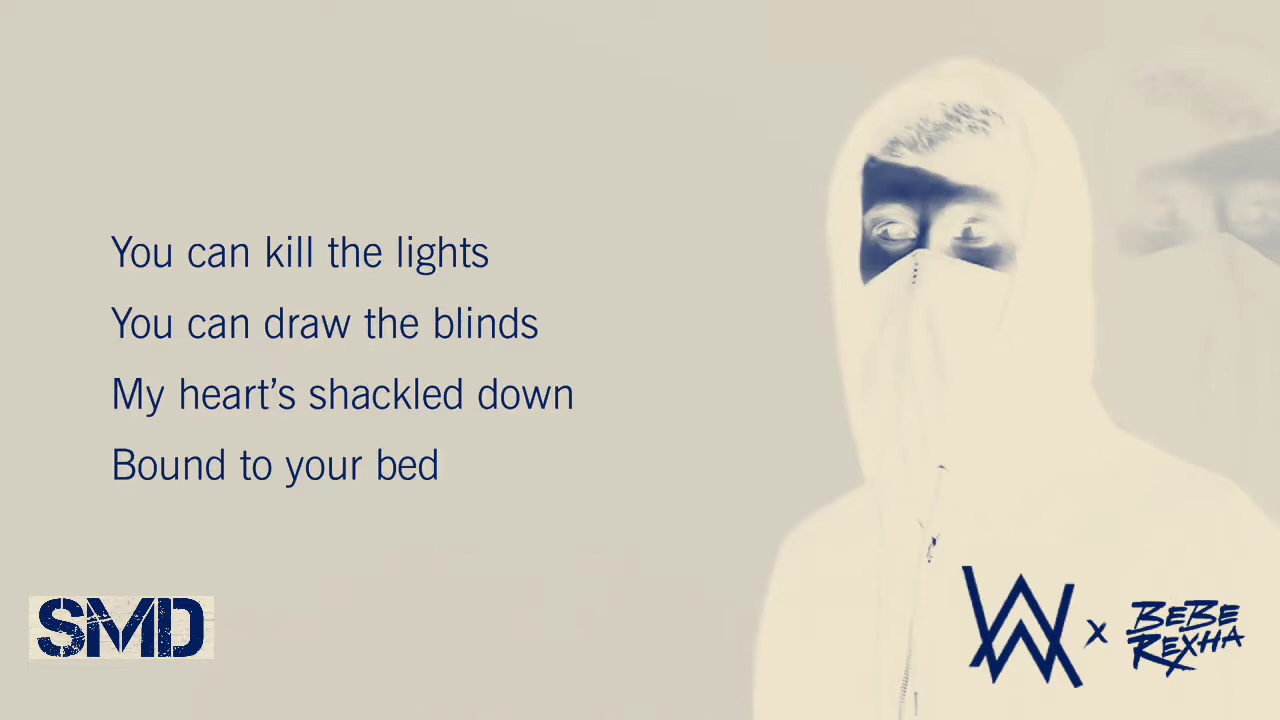 You can kill the lights
You can draw the blinds
My heart’s shackled down
Bound to your bed
SMD
X
BEBE
REXHA